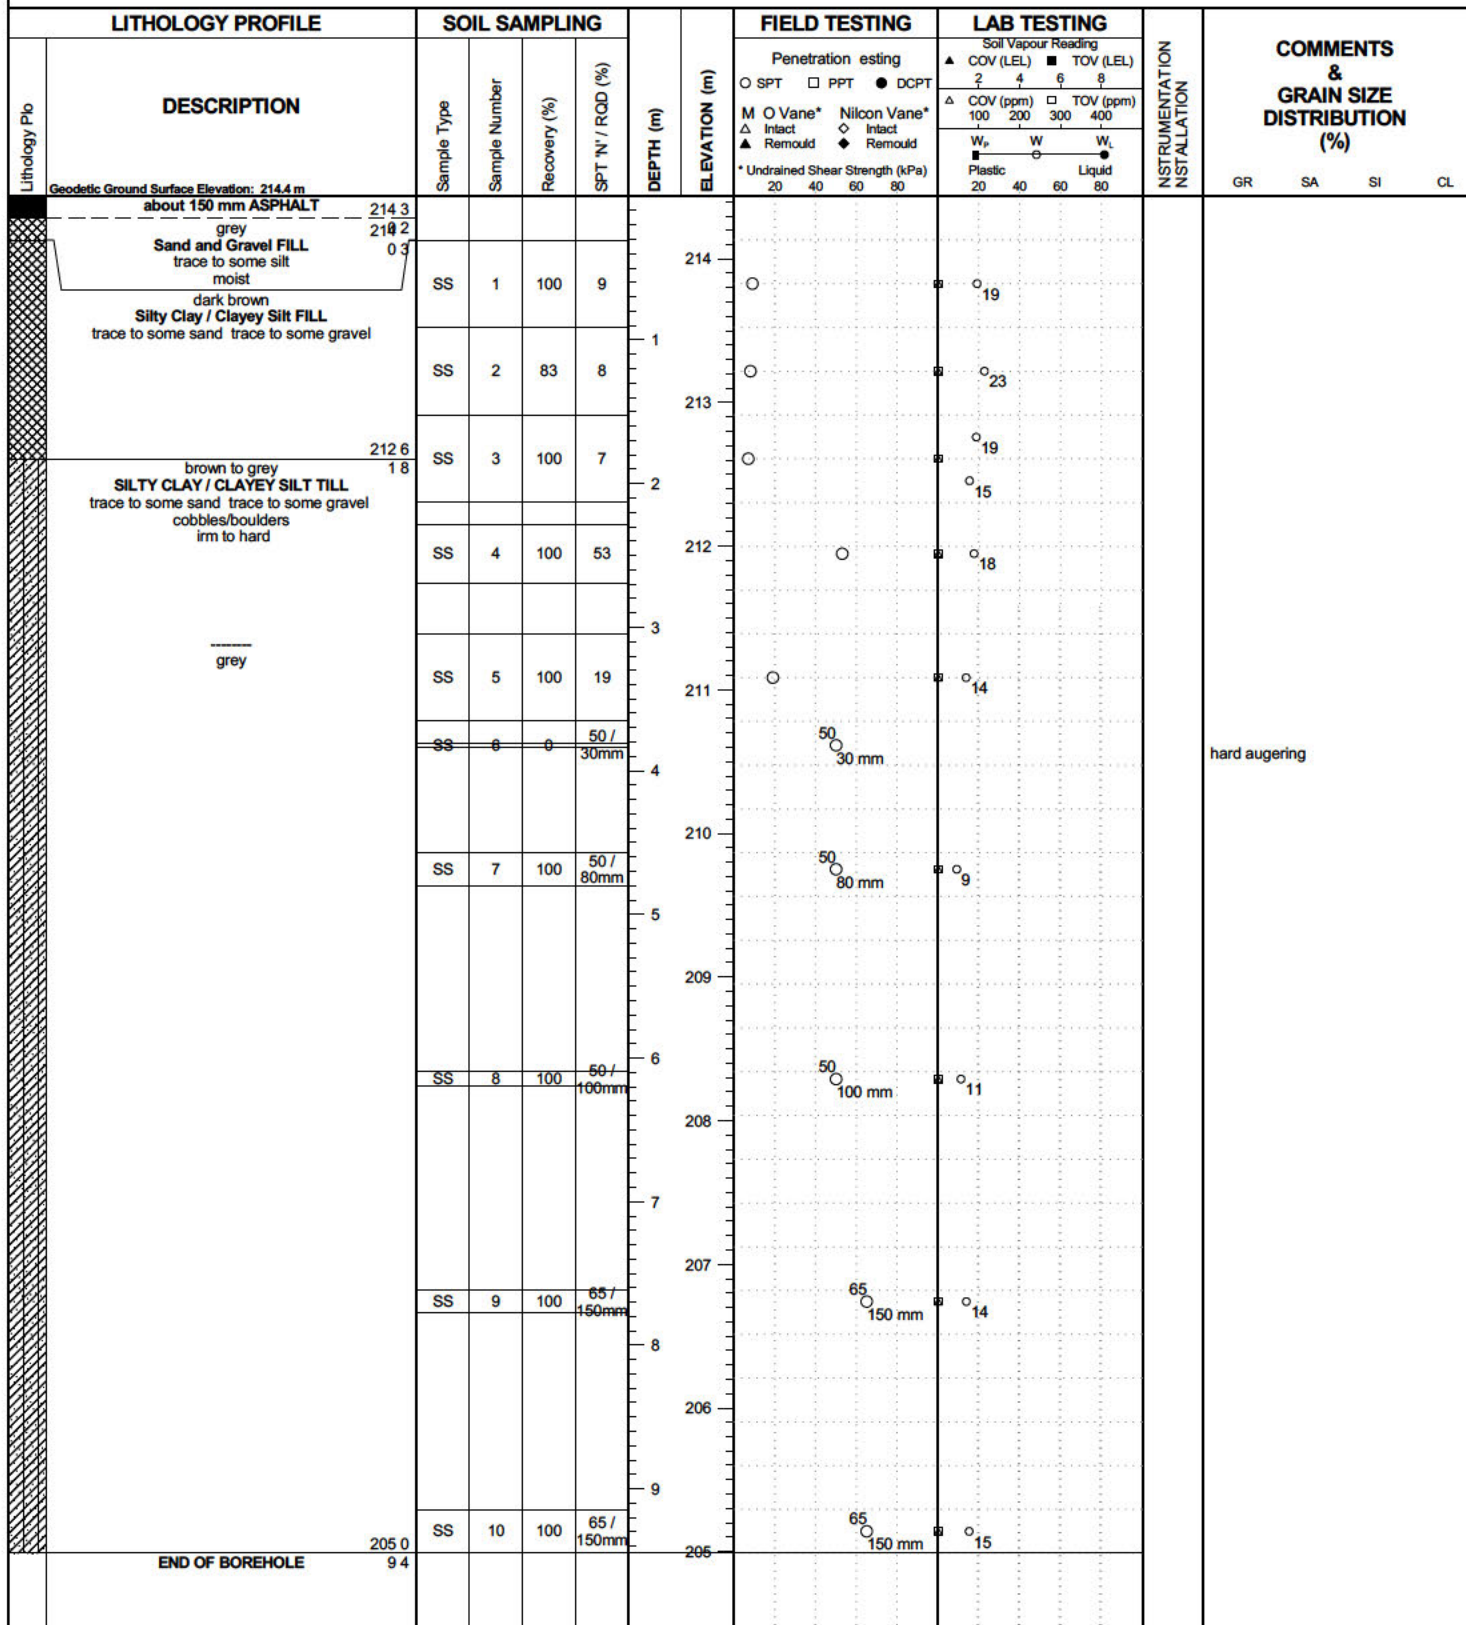 LITHOLOGY PROFILE
SOIL SAMPLING
FIELD TESTING
LAB TESTING
COMMENTS
&
GRAIN SIZE
DISTRIBUTION
(%)
GR SA SI CL
Lithology Plo
DESCRIPTION
Geodetic Ground Surface Elevation: 214.4 m
Sample Type
Sample Number
Recovery (%)
SPT 'N' / RQD (%)
DEPTH (m)
ELEVATION (m)
Penetration esting
SPT PPT DCPT
M O Vane* Nilcon Vane*
Intact Intact
Remould Remould
* Undrained Shear Strength (kPa)
20 40 60 80
Soil Vapour Reading
COV (LEL) TOV (LEL)
2 4 6 8
COV (ppm) TOV (ppm)
100 200 300 400
WP W WL
Plastic Liquid
20 40 60 80
NSTRUMENTATION
NSTALLATION
about 150 mm ASPHALT 214 3
grey 214 2
Sand and Gravel FILL 0 3
trace to some silt
moist
dark brown
Silty Clay / Clayey Silt FILL
trace to some sand trace to some gravel
212 6
brown to grey 1 8
SILTY CLAY / CLAYEY SILT TILL
trace to some sand trace to some gravel
cobbles/boulders
irm to hard
--------
grey
205 0
END OF BOREHOLE 9 4
SS 1 100 9
SS 2 83 8
SS 3 100 7
SS 4 100 53
SS 5 100 19
SS 6 0 50 /
30mm
SS 7 100 50 /
80mm
SS 8 100 50 /
100mm
SS 9 100 65 /
150mm
SS 10 100 65 /
150mm
1
2
3
4
5
6
7
8
9
214
213
212
211
210
209
208
207
206
205
50
30 mm
50
80 mm
50
100 mm
65
150 mm
65
150 mm
19
23
19
15
18
14
9
11
14
15
hard augering